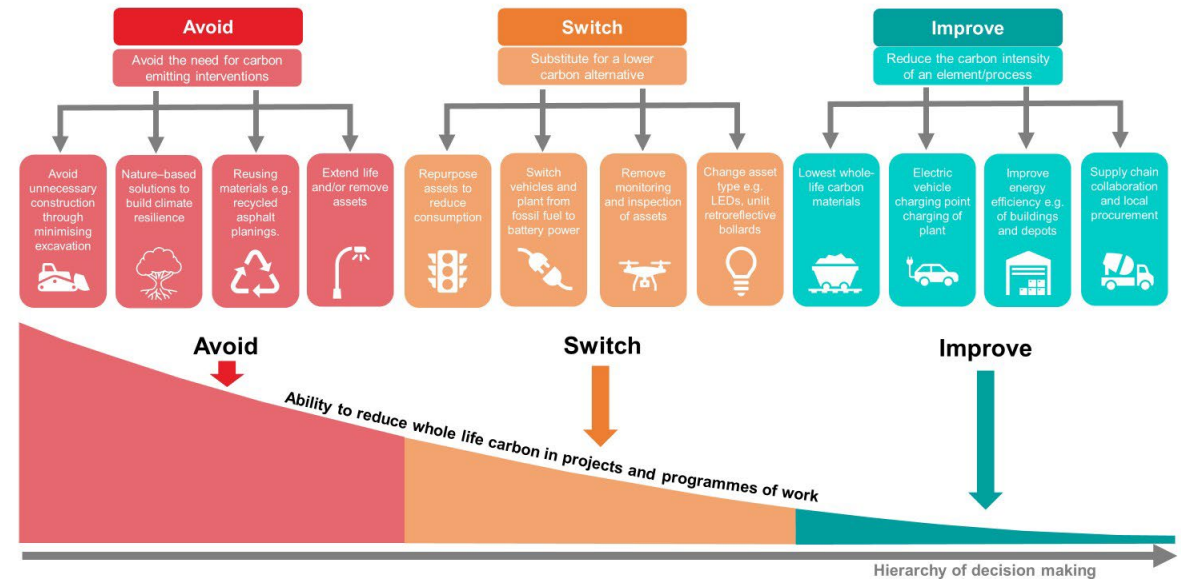 Avoid
Avoid the need for carbon
emitting interventions
Switch
Substitute for a lower
carbon alternative
Improve
Reduce the carbon intensity
of an element/process
Avoid
unnecessary
construction
through
minimising
excavation
Nature–based
solutions to
build climate
resilience
Reusing
materials e.g.
recycled
asphalt
planings.
Extend life
and/or remove
assets
Repurpose
assets to
reduce
consumption
Switch
vehicles and
plant from
fossil fuel to
battery power
Remove
monitoring
and inspection
of assets
Change asset
type e.g.
LEDs, unlit
retroreflective
bollards
Lowest whole-
life carbon
materials
Electric
vehicle
charging point
charging of
plant
Improve
energy
efficiency e.g.
of buildings
and depots
Supply chain
collaboration
and local
procurement
Avoid
Switch
Improve
Ability to reduce whole life carbon in projects and programmes of work
Hierarchy of decision making